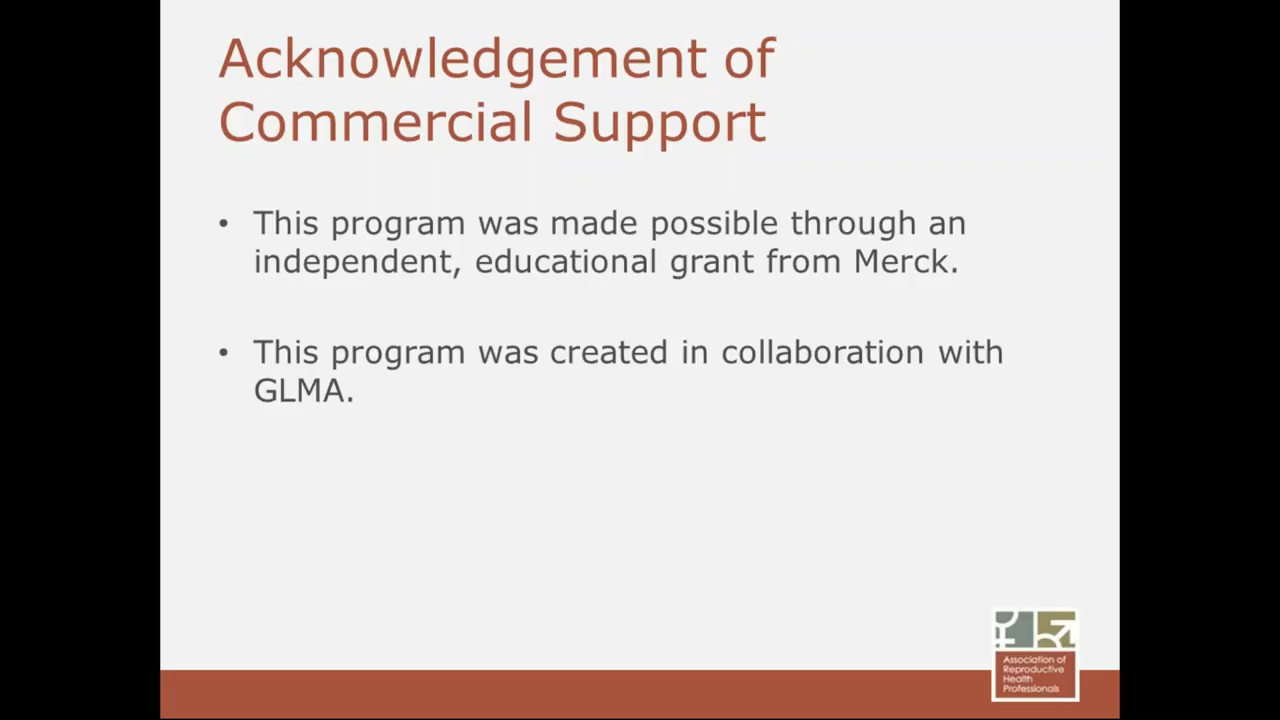 Acknowledgement of
Commercial Support
• This program was made possible through an
independent, educational grant from Merck.
• This program was created in collaboration with
GLMA.
Association of
Reproductive
Health
Professionals